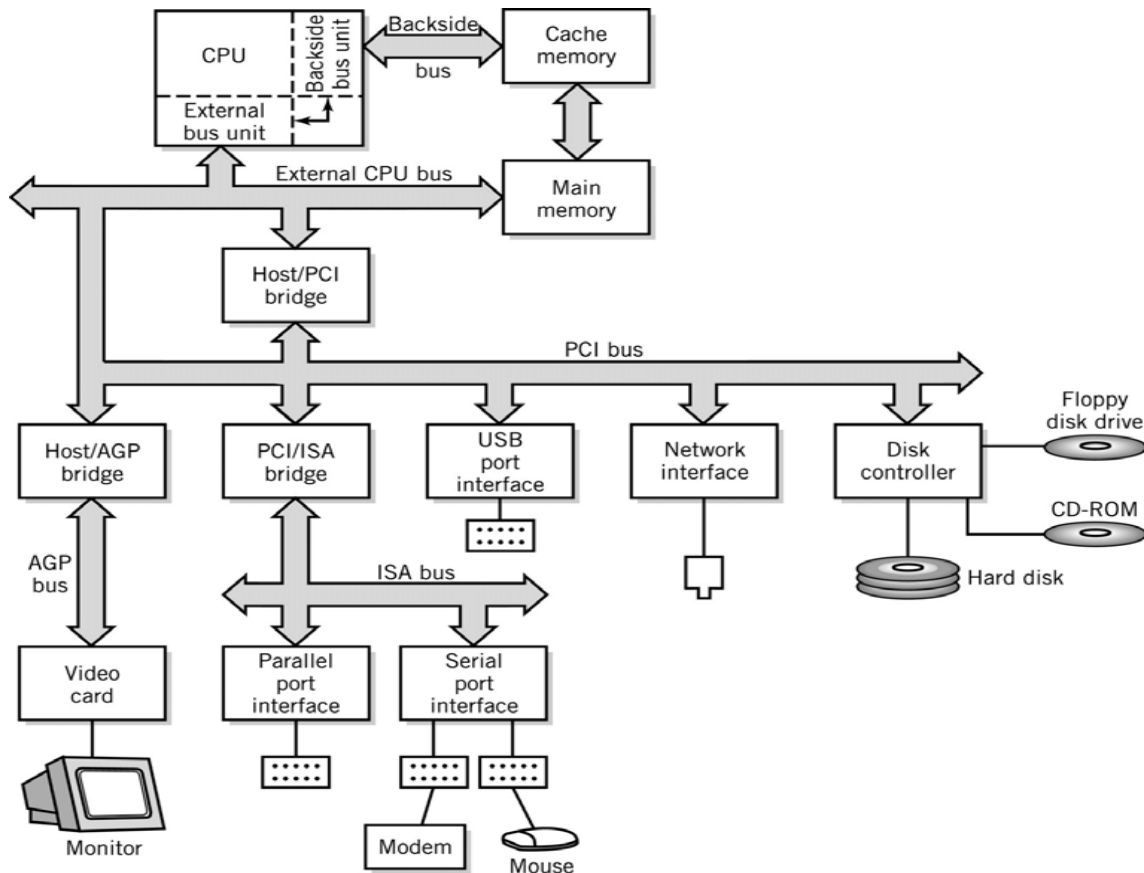 CPU
Backside
bus unit
External
bus unit
Backside
bus
Cache
memory
External CPU bus
Main
memory
Host/PCI
bridge
PCI bus
Host/AGP
bridge
PCI/ISA
bridge
USB
port
interface
Network
interface
Disk
controller
Floppy
disk drive
CD-ROM
Hard disk
AGP
bus
ISA bus
Video
card
Parallel
port
interface
Serial
port
interface
Monitor
Modem
Mouse